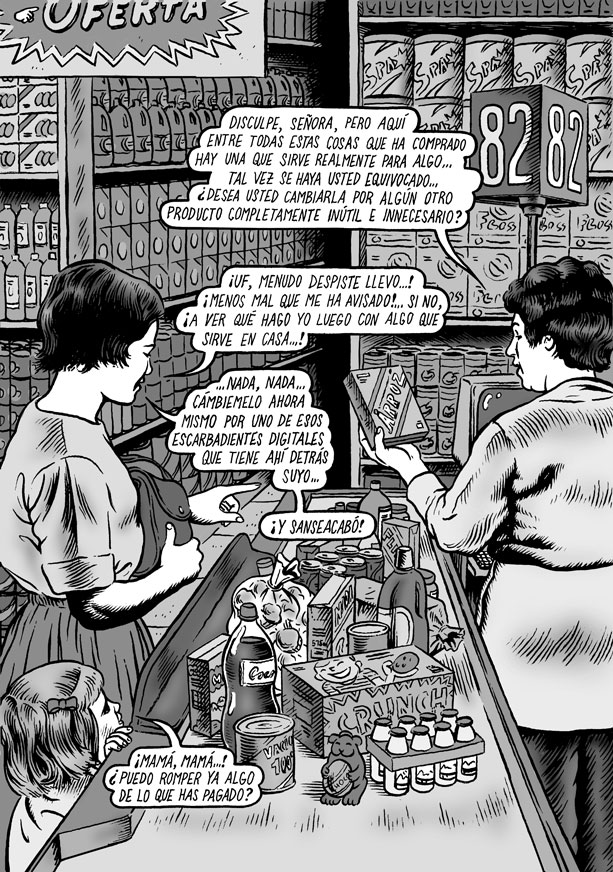 OFERTA
SPA
SPA
SPA
DISCULPE, SEÑORA, PERO AQUÍ
ENTRE TODAS ESTAS COSAS QUE HA COMPRADO
HAY UNA QUE SIRVE REALMENTE PARA ALGO...
TAL VEZ SE HAYA USTED EQUIVOCADO...
¿DESEA USTED CAMBIARLA POR ALGÚN OTRO
PRODUCTO COMPLETAMENTE INÚTIL E INNECESARIO?
82
82
¡UF, MENUDO DESPISTE LLEVO...!
¡MENOS MAL QUE ME HA AVISADO!.. SI NO,
¡A VER QUÉ HAGO YO LUEGO CON ALGO QUE
SIRVE EN CASA...!
...NADA, NADA...
CÁMBIEMELO AHORA
MISMO POR UNO DE ESOS
ESCARBADIENTES DIGITALES
QUE TIENE AHÍ DETRÁS
SUYO...
¡Y SANSEACABÓ!
CRUNCH
¡MAMÁ, MAMÁ...!
¿PUEDO ROMPER YA ALGO
DE LO QUE HAS PAGADO?